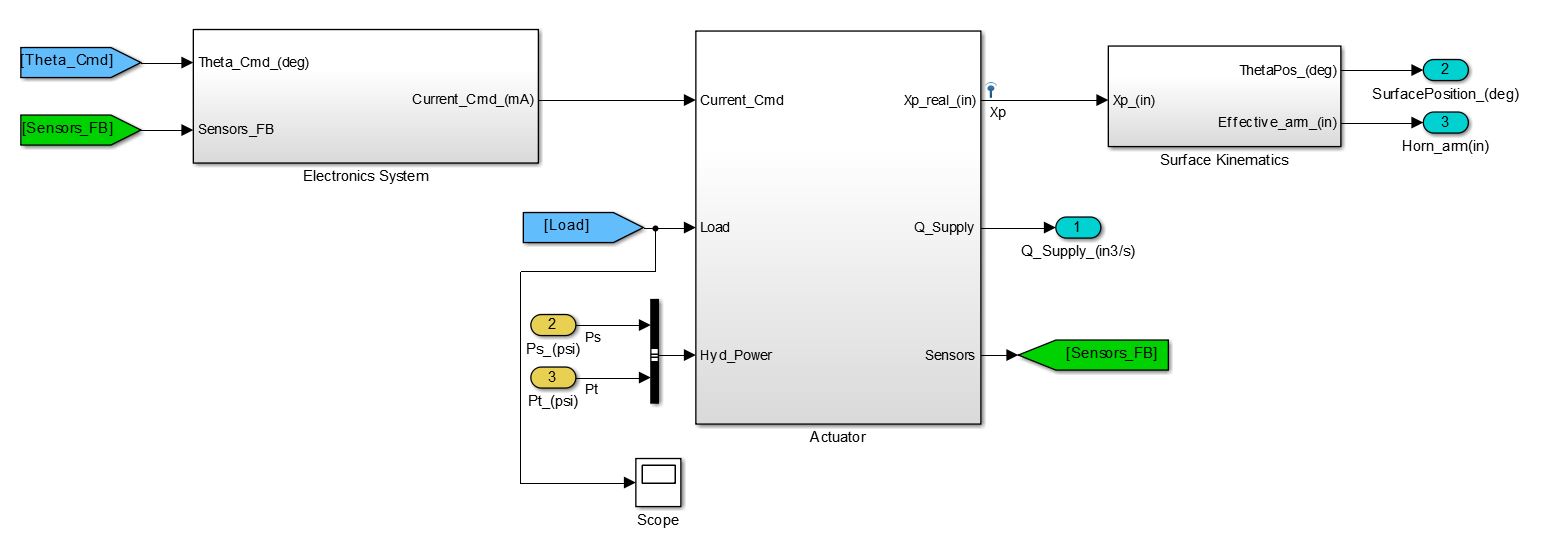 [Theta_Cmd]
Theta_Cmd_(deg)
Current_Cmd_(mA)
[Sensors_FB]
Sensors_FB
Electronics System
[Load]
2
Ps
Ps_(psi)
3
Pt
Pt_(psi)
Scope
Current_Cmd
Xp_real_(in)
Load
Q_Supply
Hyd_Power
Sensors
Actuator
Xp
Xp_(in)
ThetaPos_(deg)
Effective_arm_(in)
Surface Kinematics
2
SurfacePosition_(deg)
3
Horn_arm(in)
1
Q_Supply_(in3/s)
[Sensors_FB]